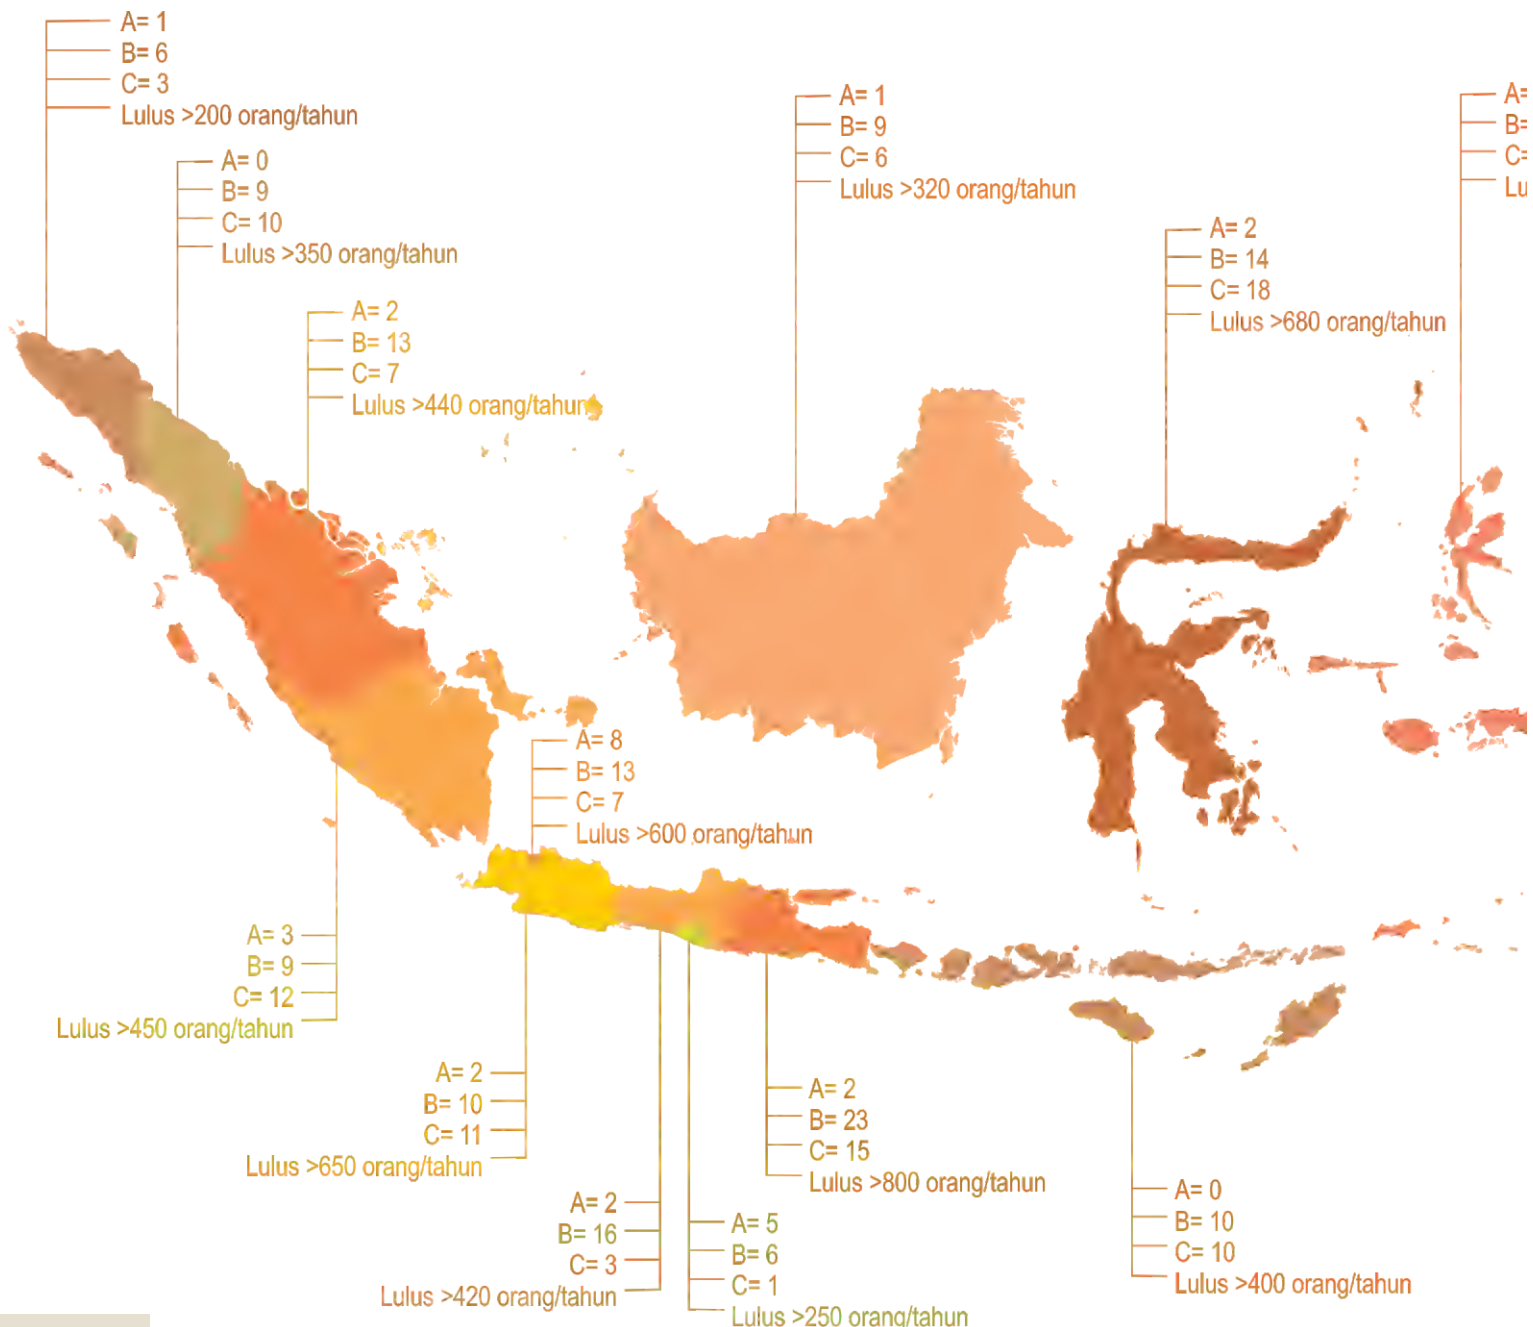 A= 1
B= 6
C= 3
Lulus >200 orang/tahun
A= 0
B= 9
C= 10
Lulus >350 orang/tahun
A= 2
B= 13
C= 7
Lulus >440 orang/tahun
A= 1
B= 9
C= 6
Lulus >320 orang/tahun
A= 2
B= 14
C= 18
Lulus >680 orang/tahun
A=
B=
C=
Lu
A= 8
B= 13
C= 7
Lulus >600 orang/tahun
A= 3
B= 9
C= 12
Lulus >450 orang/tahun
A= 2
B= 10
C= 11
Lulus >650 orang/tahun
A= 2
B= 16
C= 3
Lulus >420 orang/tahun
A= 5
B= 6
C= 1
Lulus >250 orang/tahun
A= 2
B= 23
C= 15
Lulus >800 orang/tahun
A= 0
B= 10
C= 10
Lulus >400 orang/tahun